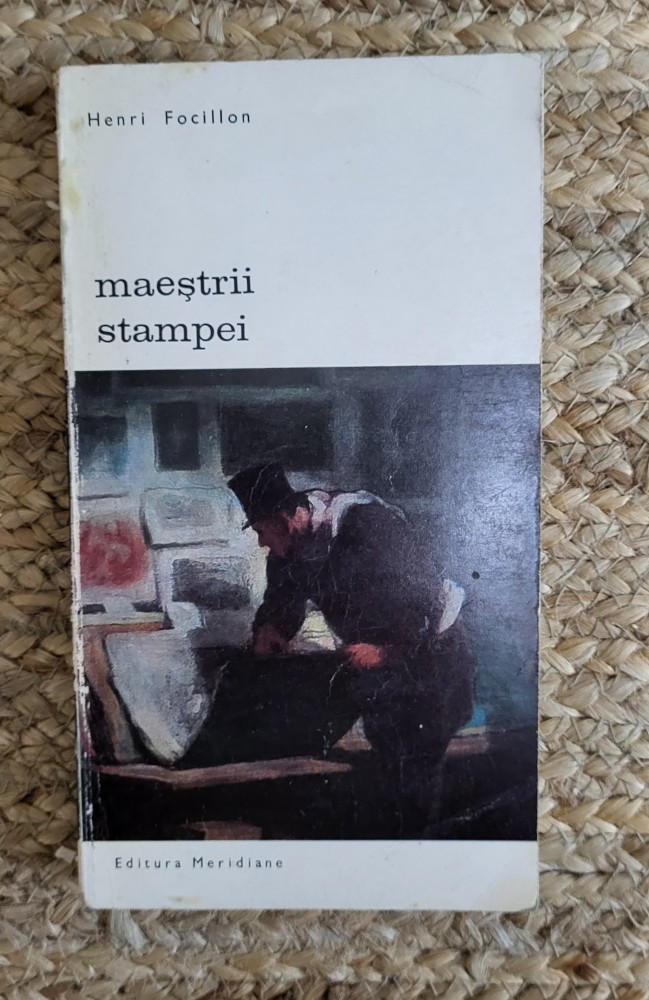 Henri Focillon
maeştrii
stampei
Editura Meridiane